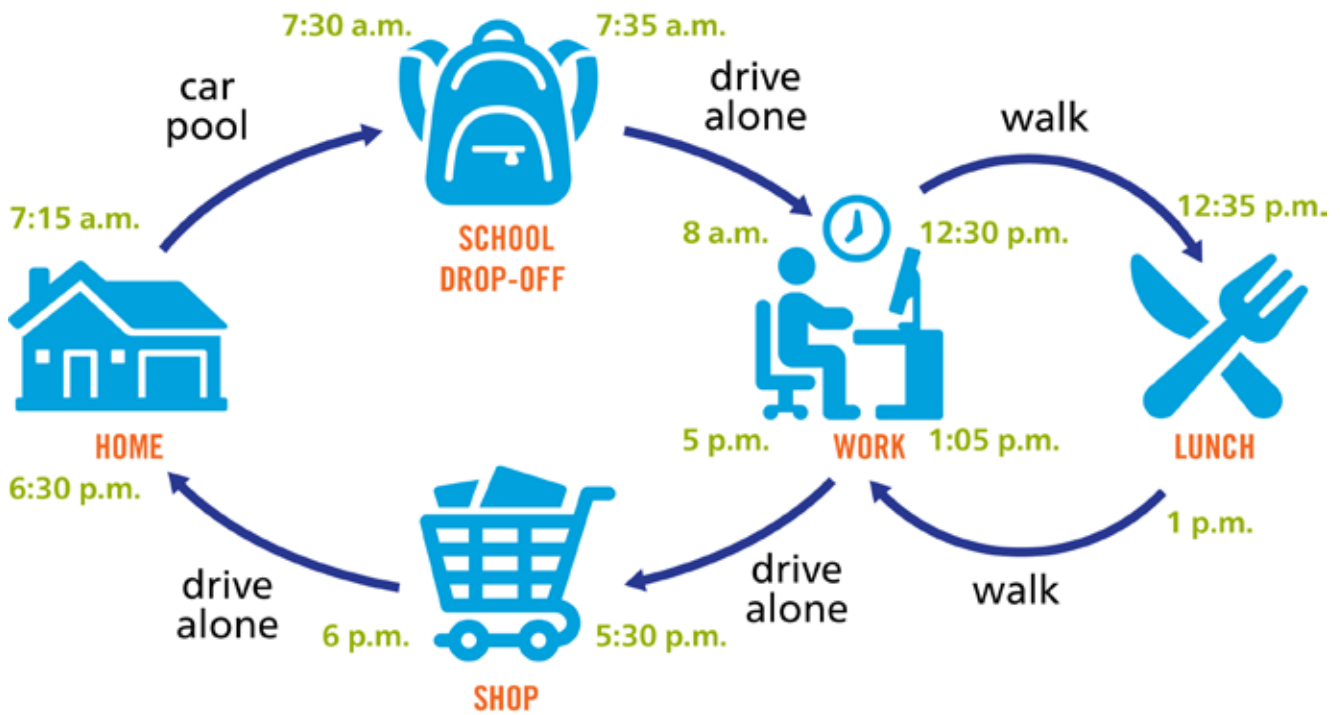 7:30 a.m.
7:35 a.m.
car
pool
drive
alone
walk
7:15 a.m.
12:35 p.m.
SCHOOL
DROP-OFF
8 a.m.
12:30 p.m.
HOME
5 p.m.
WORK
1:05 p.m.
LUNCH
6:30 p.m.
1 p.m.
drive
alone
drive
alone
walk
6 p.m.
5:30 p.m.
SHOP